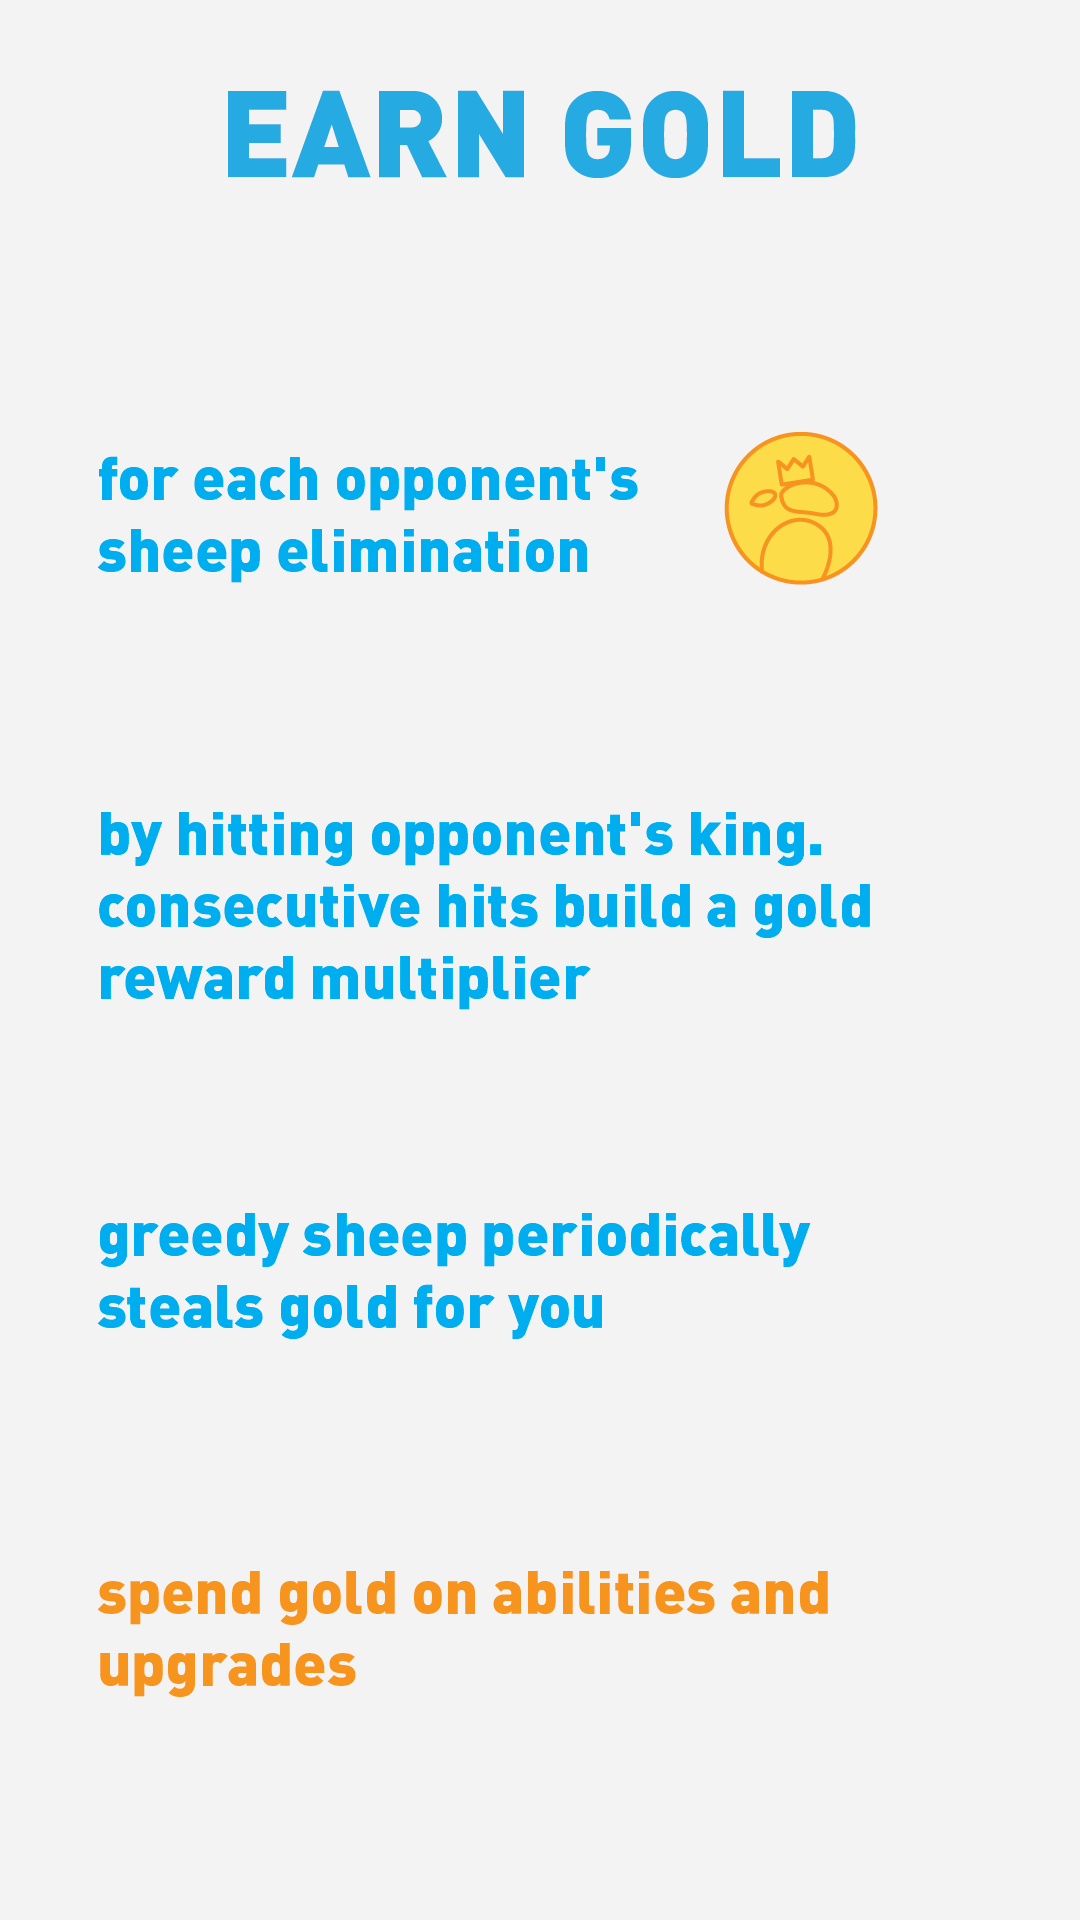 EARN GOLD
for each opponent's
sheep elimination
by hitting opponent's king.
consecutive hits build a gold
reward multiplier
greedy sheep periodically
steals gold for you
spend gold on abilities and
upgrades